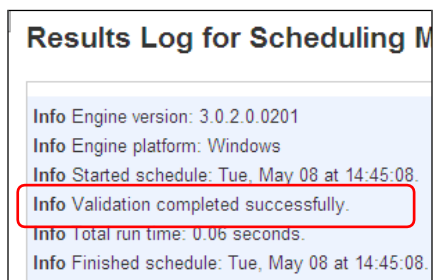 Results Log for Scheduling
Info Engine version: 3.0.2.0.0201
Info Engine platform: Windows
Info Started schedule: Tue, May 08 at 14:45:08.
Info Validation completed successfully.
Info Total run time: 0.06 seconds.
Info Finished schedule: Tue, May 08 at 14:45:08.